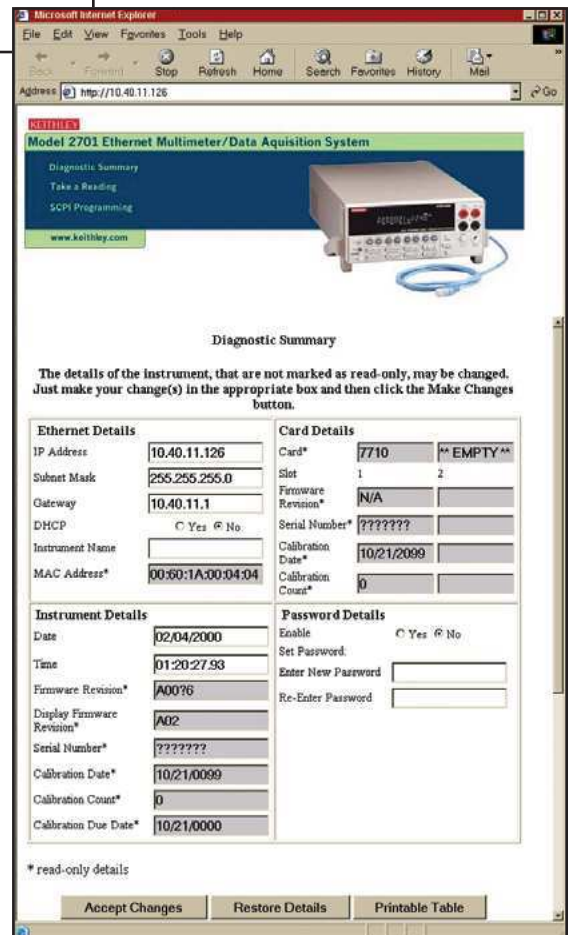 Microsoft Internet Explorer
File Edit View Favorites Tools Help
Back Forward Stop Refresh Home Search Favorites History Mail
Address http://10.40.11.126 Go
KEITHLEY
Model 2701 Ethernet Multimeter/Data Aquisition System
Diagnostic Summary
Take a Reading
SCPI Programming
www.keithley.com
Diagnostic Summary
The details of the instrument, that are not marked as read-only, may be changed.
Just make your change(s) in the appropriate box and then click the Make Changes
button.
Ethernet Details
IP Address 10.40.11.126
Subnet Mask 255.255.255.0
Gateway 10.40.11.1
DHCP Yes No
Instrument Name
MAC Address* 00:60:1A:00:04:04
Card Details
Card* 7710 ** EMPTY **
Slot 1 2
Firmware
Revision* N/A
Serial Number* ???????
Calibration
Date* 10/21/2099
Calibration
Count* 0
Instrument Details
Date 02/04/2000
Time 01:20:27.93
Firmware Revision* A00?6
Display Firmware
Revision* A02
Serial Number* ???????
Calibration Date* 10/21/0099
Calibration Count* 0
Calibration Due Date* 10/21/0000
Password Details
Enable Yes No
Set Password:
Enter New Password
Re-Enter Password
* read-only details
Accept Changes Restore Details Printable Table